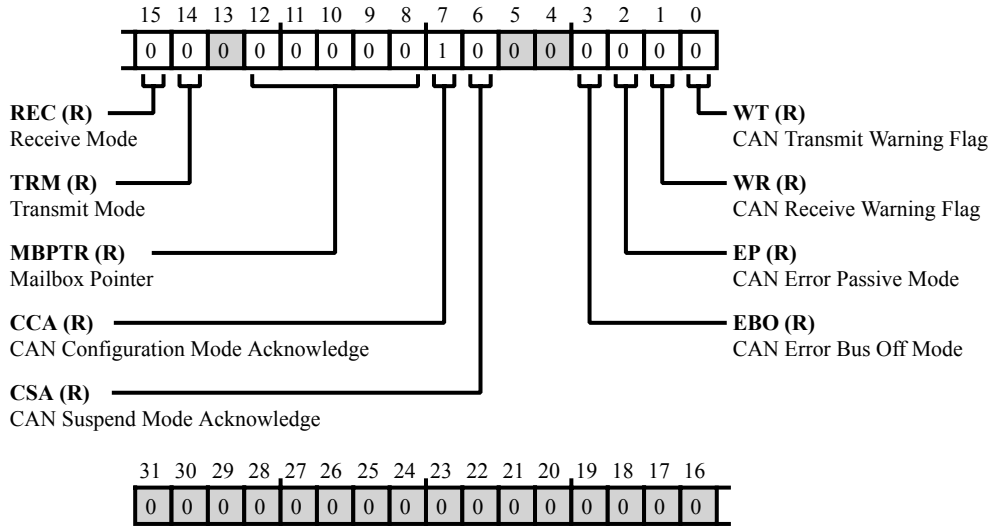 15 14 13 12 11 10 9 8 7 6 5 4 3 2 1 0
0 0 0 0 0 0 0 0 1 0 0 0 0 0 0 0
REC (R)
Receive Mode
TRM (R)
Transmit Mode
MBPTR (R)
Mailbox Pointer
CCA (R)
CAN Configuration Mode Acknowledge
CSA (R)
CAN Suspend Mode Acknowledge
WT (R)
CAN Transmit Warning Flag
WR (R)
CAN Receive Warning Flag
EP (R)
CAN Error Passive Mode
EBO (R)
CAN Error Bus Off Mode
31 30 29 28 27 26 25 24 23 22 21 20 19 18 17 16
0 0 0 0 0 0 0 0 0 0 0 0 0 0 0 0